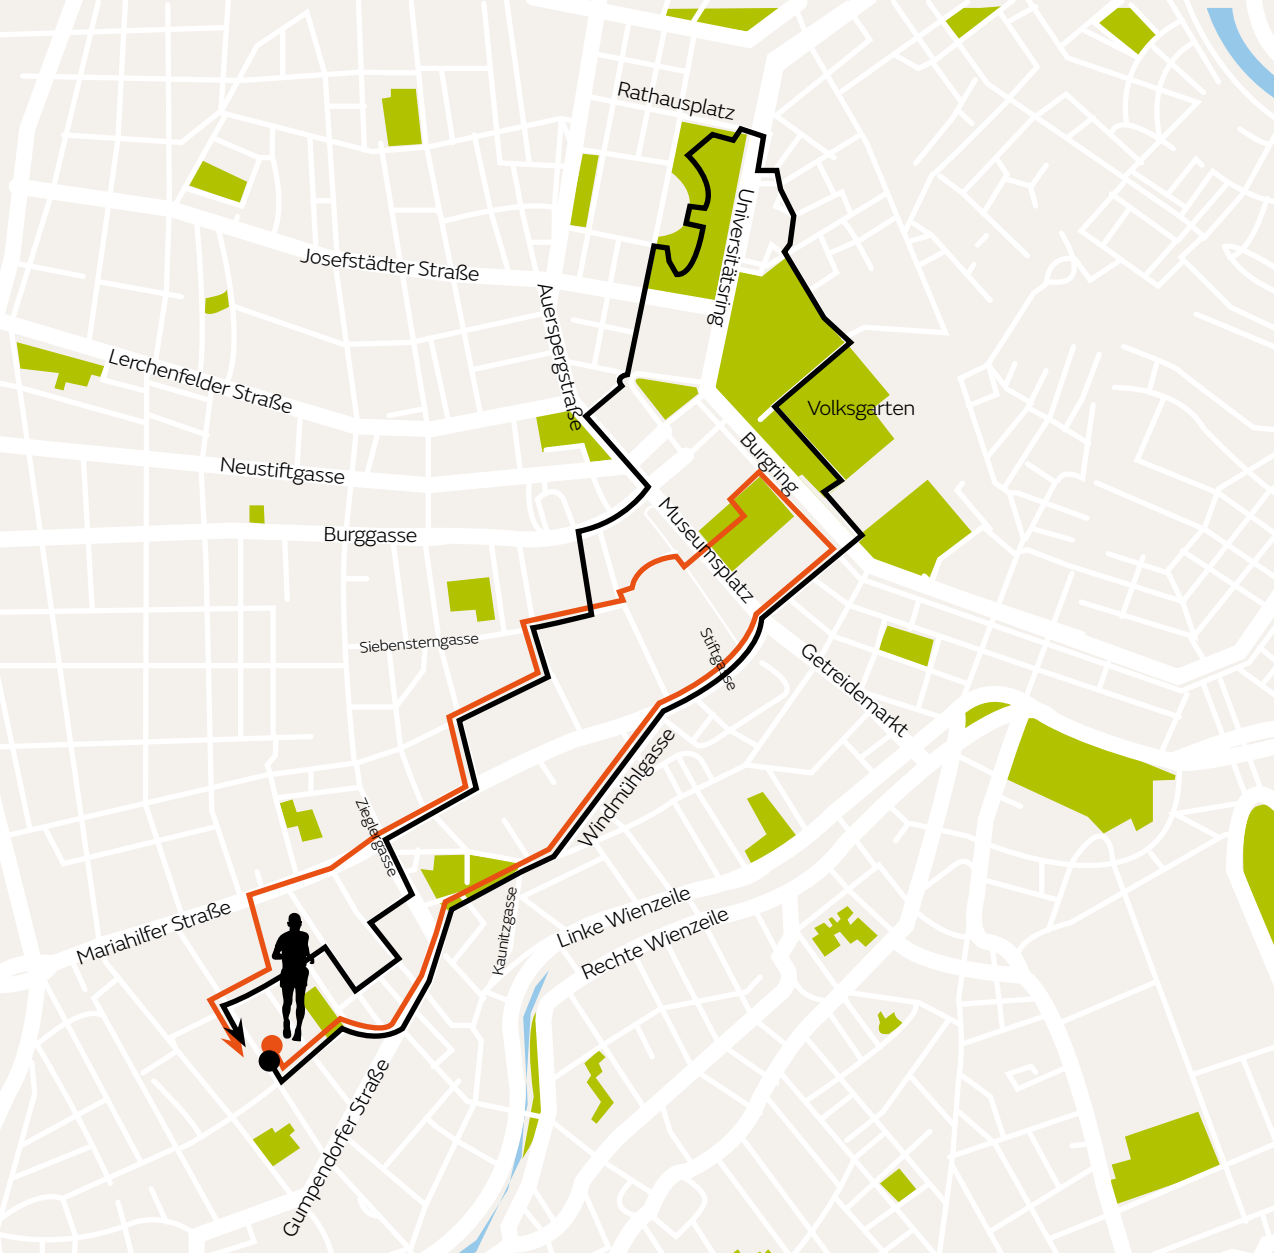 Rathausplatz
Universitätsring
Josefstädter Straße
Auerspergstraße
Lerchenfelder Straße
Volksgarten
Burgring
Neustiftgasse
Museumsplatz
Burggasse
Siebensterngasse
Stiftgasse
Getreidemarkt
Windmühlgasse
Zieglergasse
Mariahilfer Straße
Kaunitzgasse
Linke Wienzeile
Rechte Wienzeile
Gumpendorfer Straße